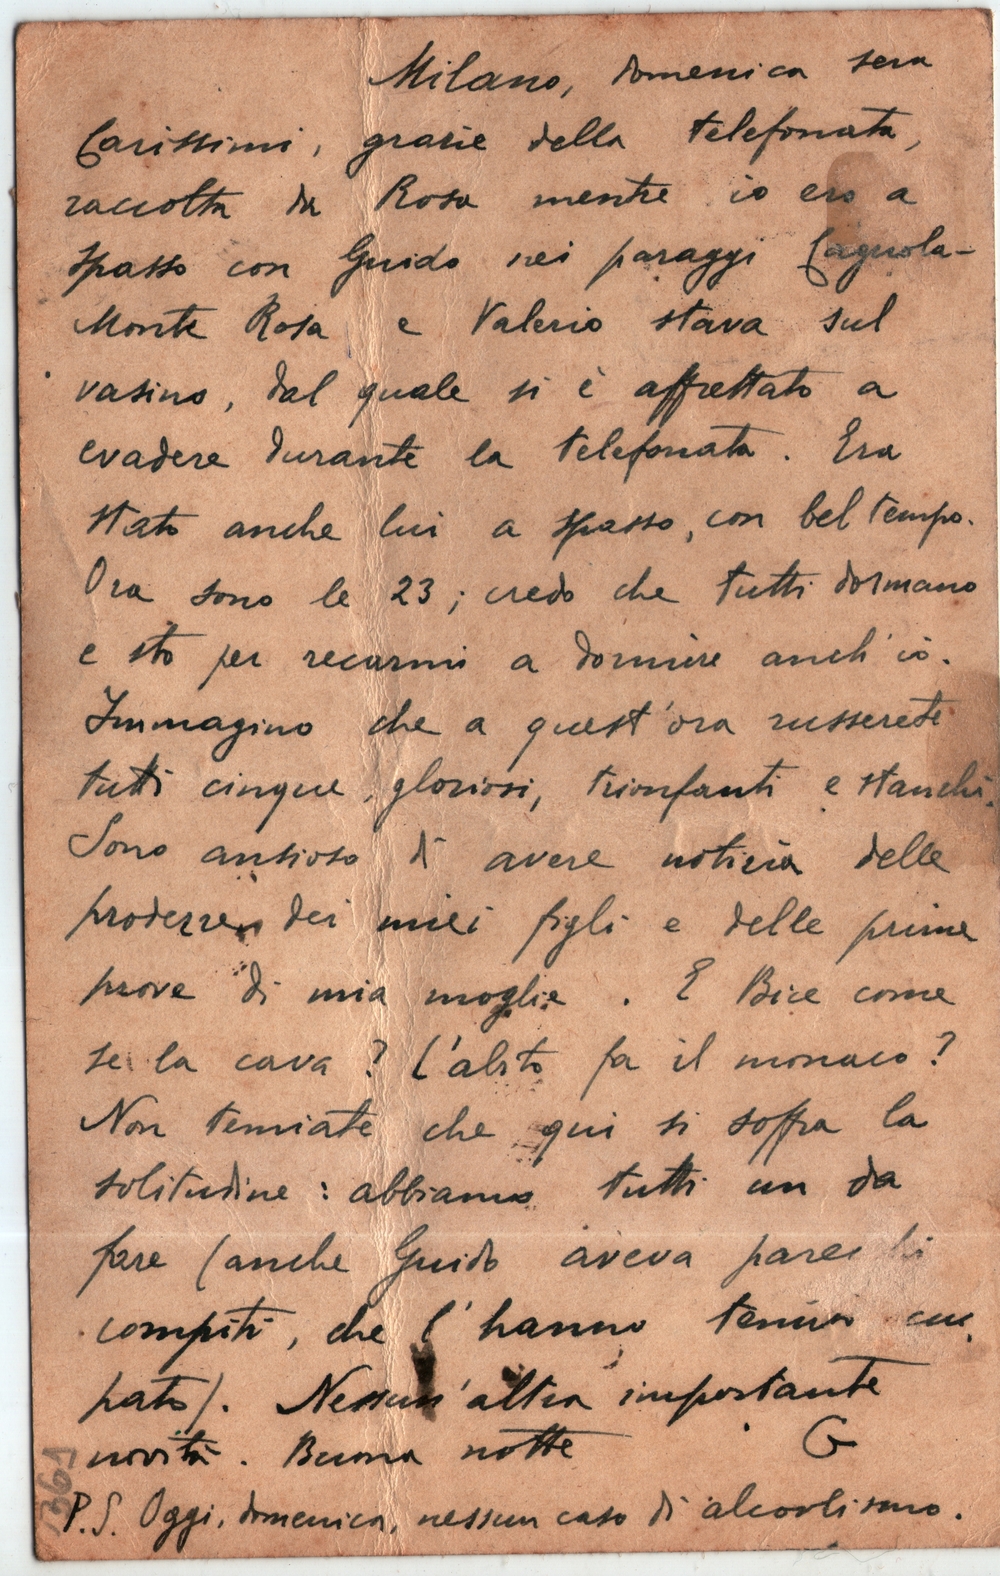 Milano, domenica sera
Carissimi, grazie della telefonata,
raccolta da Rosa mentre io ero a
spasso con Guido nei paraggi Cagnola-
Monte Rosa e Valerio stava sul
vasino, dal quale si è affrettato a
evadere durante la telefonata. Era
stato anche lui a spasso, con bel tempo.
Ora sono le 23; credo che tutti dormano
e sto per recarmi a dormire anch'io.
Immagino che a quest'ora russerete
tutti cinque, gloriosi, trionfanti e stanchi.
Sono ansioso di avere notizia delle
prodezze dei miei figli e delle prime
prove di mia moglie. E Bice come
se la cava? L'abito fa il monaco?
Non temiate che qui si soffra la
solitudine: abbiamo tutti un da
fare (anche Guido aveva parecchi
compiti, che l'hanno tenuto occu
pato). Nessun'altra importante
novità. Buona notte
G
P.S. Oggi, domenica, nessun caso di alcoolismo.